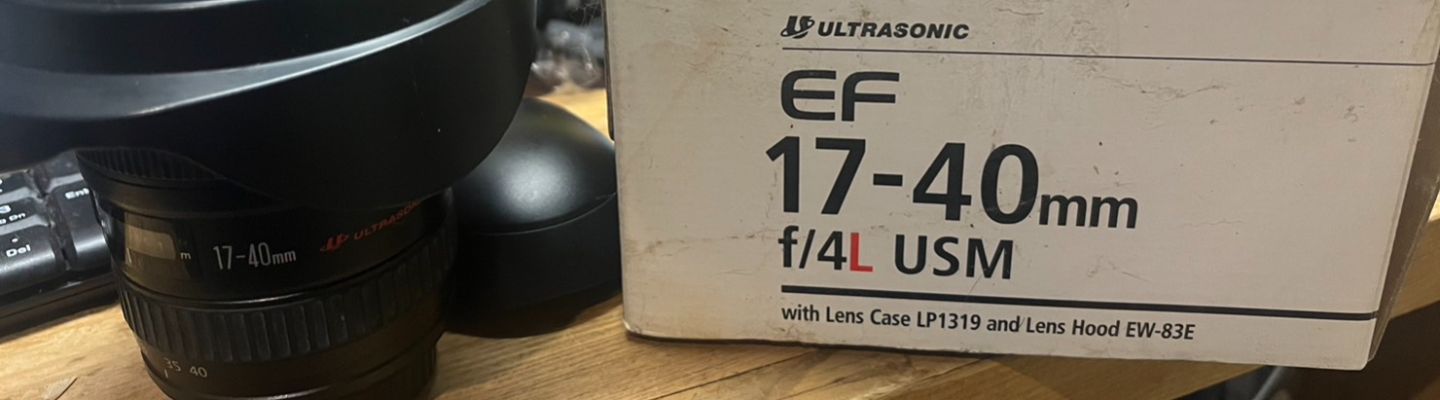 ULTRASONIC
EF
17-40mm
f/4L USM
with Lens Case LP1319 and Lens Hood EW-83E
m
17-40mm
ULTRASONIC
35 40
Del